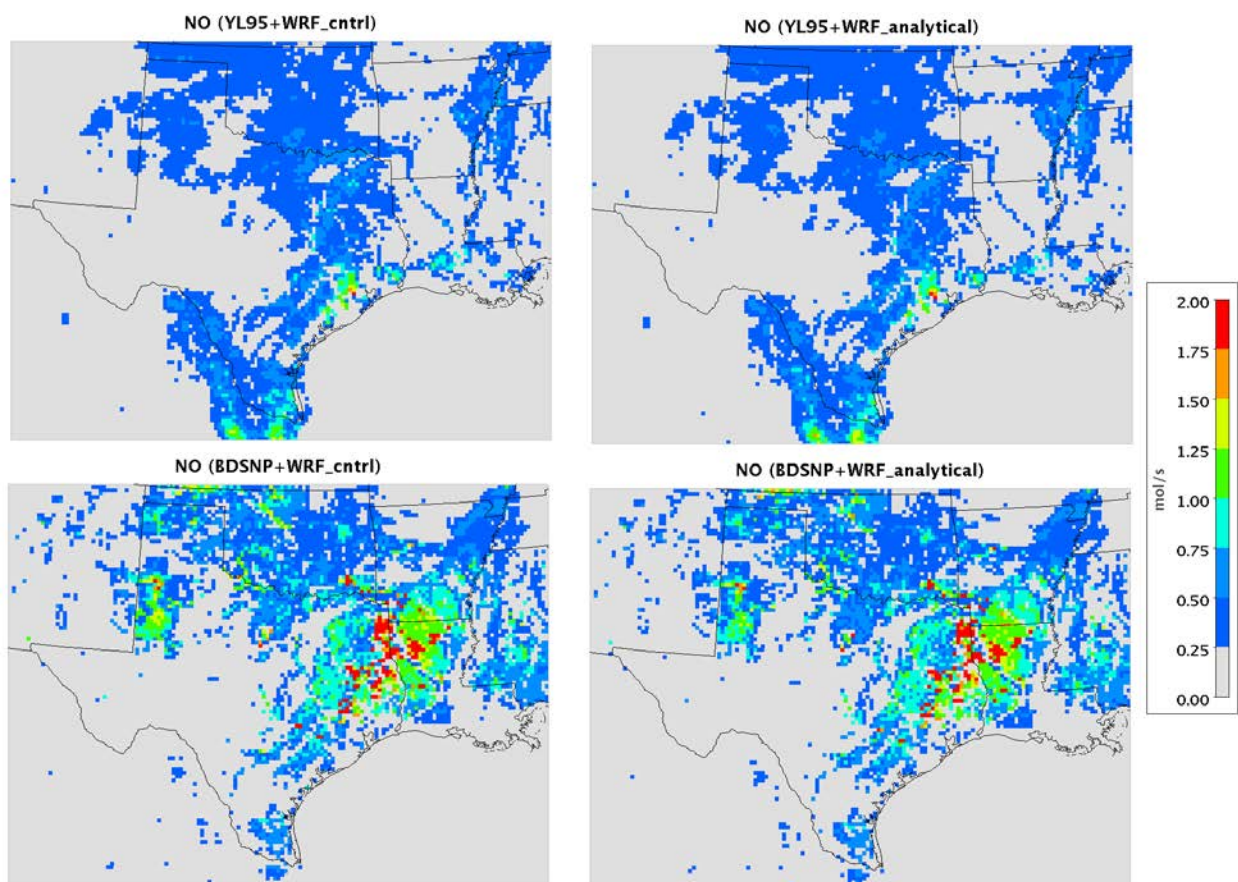 NO (YL95+WRF_cntrl)
NO (YL95+WRF_analytical)
NO (BDSNP+WRF_cntrl)
NO (BDSNP+WRF_analytical)
2.00
1.75
1.50
1.25
1.00
0.75
0.50
0.25
0.00
mol/s